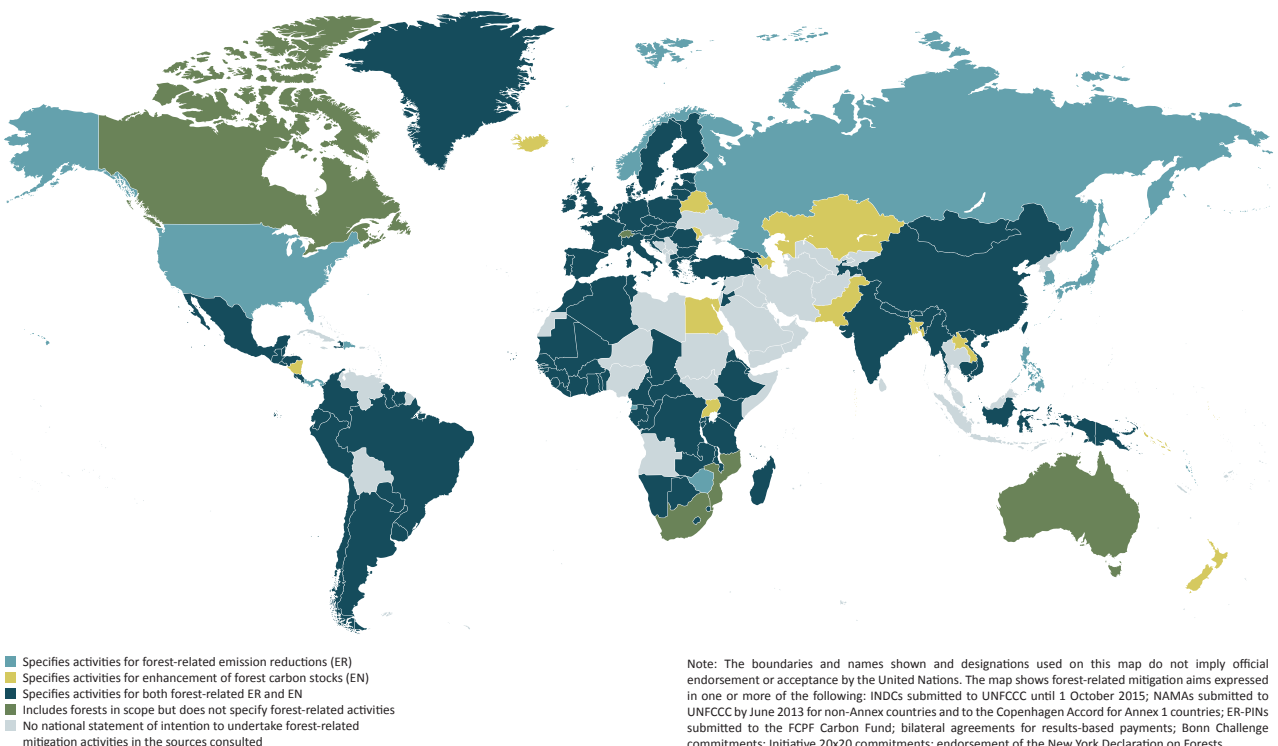 Specifies activities for forest-related emission reductions (ER)
Specifies activities for enhancement of forest carbon stocks (EN)
Specifies activities for both forest-related ER and EN
Includes forests in scope but does not specify forest-related activities
No national statement of intention to undertake forest-related
mitigation activities in the sources consulted
Note: The boundaries and names shown and designations used on this map do not imply official
endorsement or acceptance by the United Nations. The map shows forest-related mitigation aims expressed
in one or more of the following: INDCs submitted to UNFCCC until 1 October 2015; NAMAs submitted to
UNFCCC by June 2013 for non-Annex countries and to the Copenhagen Accord for Annex 1 countries; ER-PINs
submitted to the FCPF Carbon Fund; bilateral agreements for results-based payments; Bonn Challenge
commitments; Initiative 20x20 commitments; endorsement of the New York Declaration on Forests